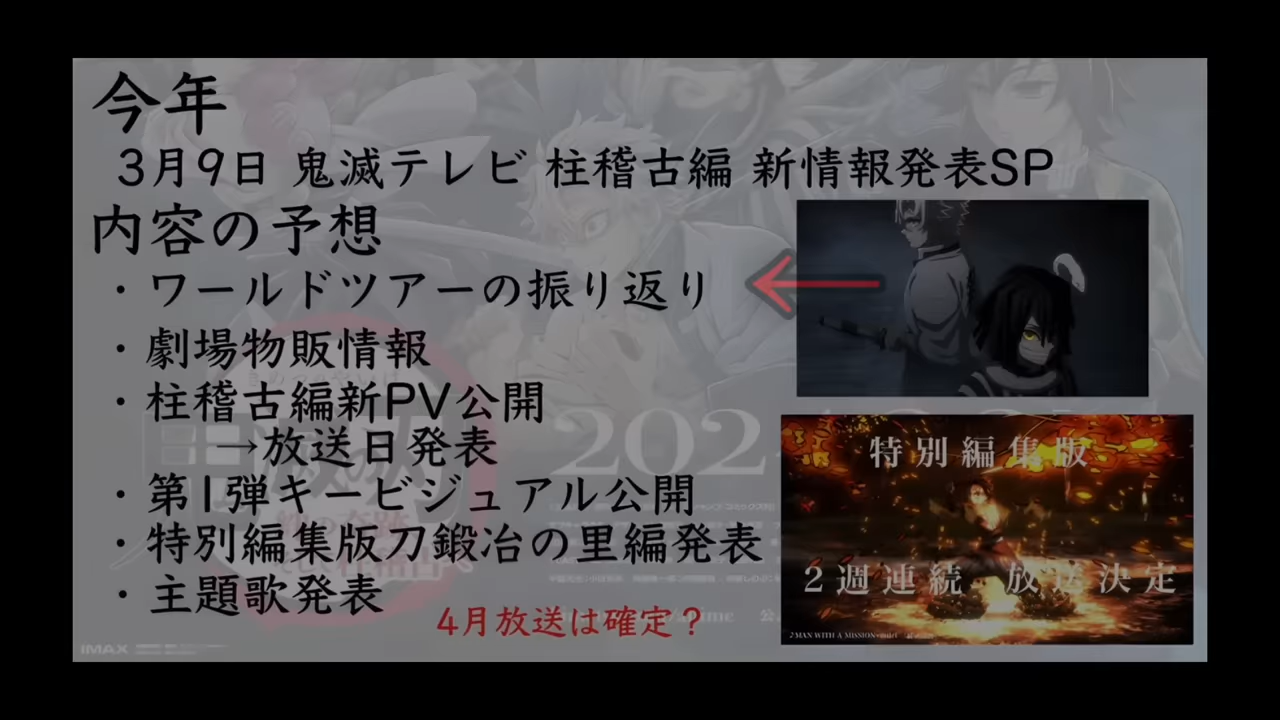 今年
3月9日 鬼滅テレビ 柱稽古編 新情報発表SP
内容の予想
・ワールドツアーの振り返り
・劇場物販情報
・柱稽古編新PV公開
→放送日発表
・第1弾キービジュアル公開
・特別編集版刀鍛冶の里編発表
・主題歌発表
4月放送は確定？
特別編集版
2週連続 放送決定
♪MAN WITH A MISSION×milet
IMAX